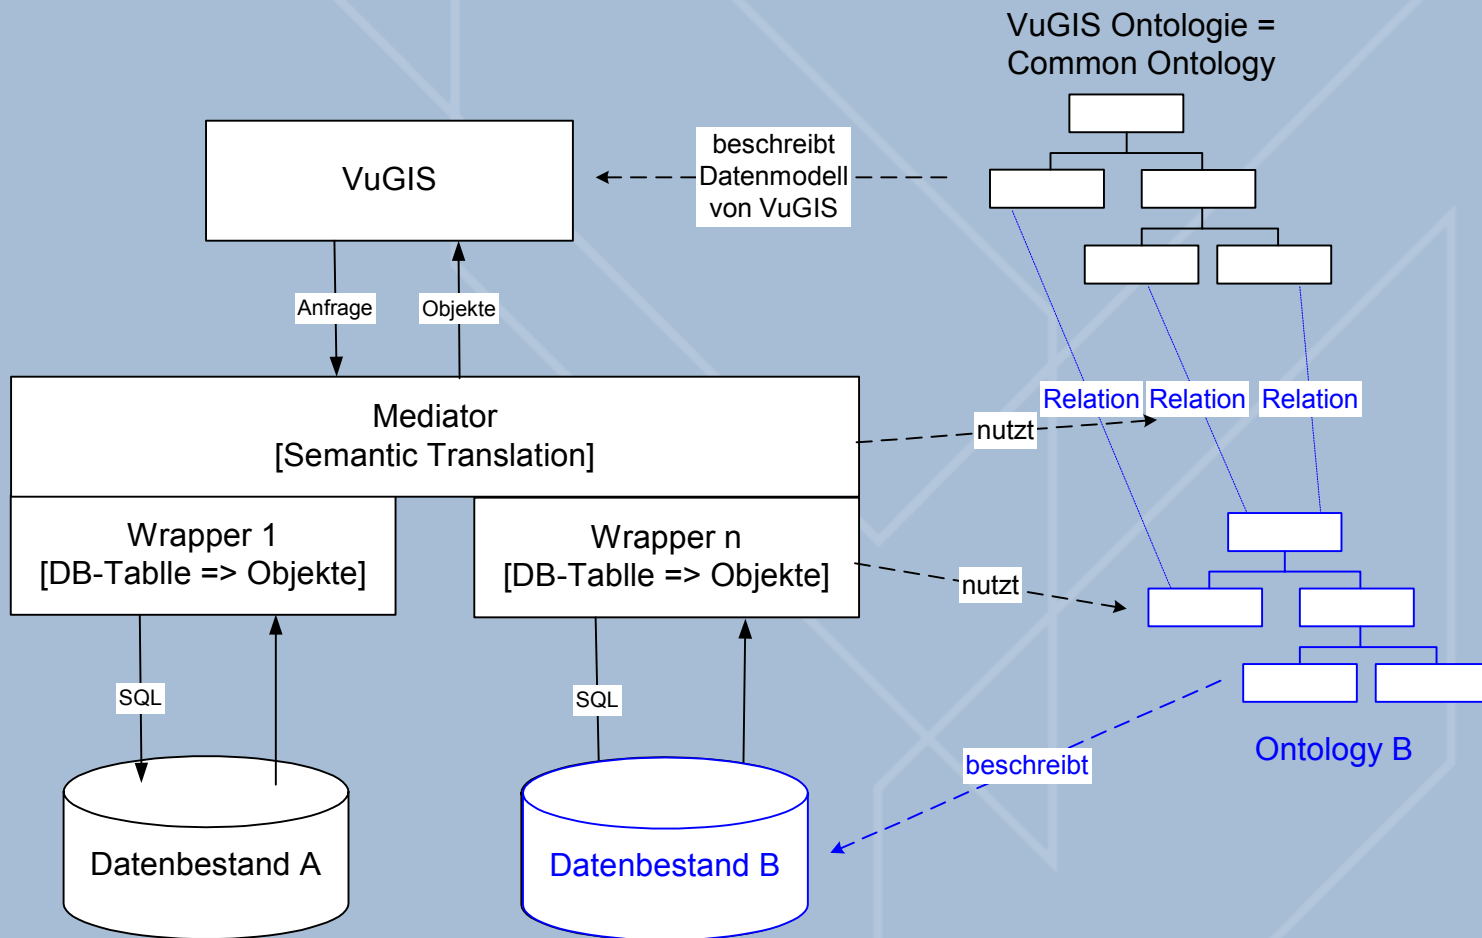 VuGIS Ontologie =
Common Ontology
VuGIS
beschreibt
Datenmodell
von VuGIS
Anfrage
Objekte
Mediator
[Semantic Translation]
nutzt
Relation
Relation
Relation
Wrapper 1
[DB-Tablle => Objekte]
Wrapper n
[DB-Tablle => Objekte]
nutzt
SQL
SQL
beschreibt
Ontology B
Datenbestand A
Datenbestand B